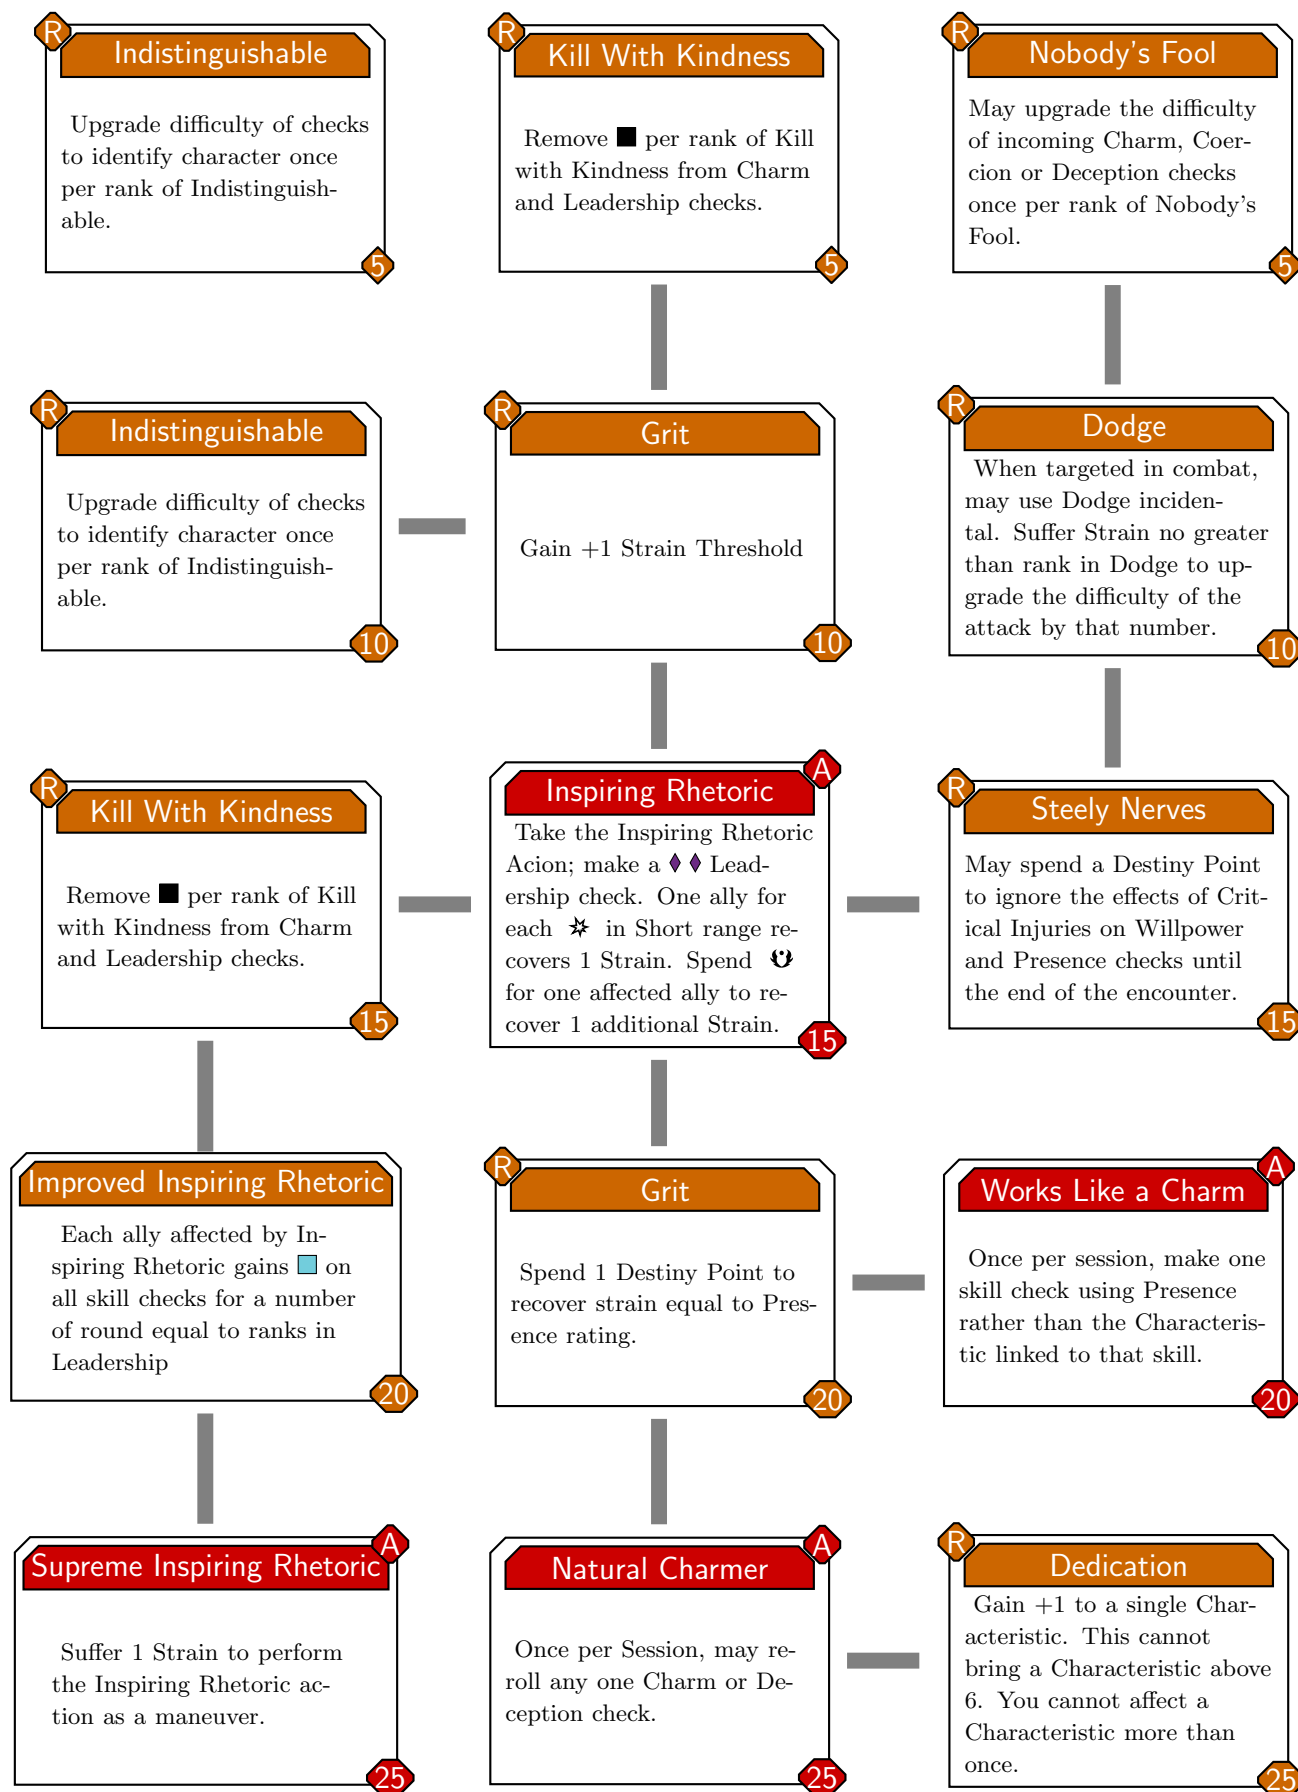 R
Indistinguishable
Upgrade difficulty of checks
to identify character once
per rank of Indistinguish-
able.
5
R
Kill With Kindness
Remove ■ per rank of Kill
with Kindness from Charm
and Leadership checks.
5
R
Nobody's Fool
May upgrade the difficulty
of incoming Charm, Coer-
cion or Deception checks
once per rank of Nobody's
Fool.
5
R
Indistinguishable
Upgrade difficulty of checks
to identify character once
per rank of Indistinguish-
able.
10
R
Grit
Gain +1 Strain Threshold
10
R
Dodge
When targeted in combat,
may use Dodge inciden-
tal. Suffer Strain no greater
than rank in Dodge to up-
grade the difficulty of the
attack by that number.
10
R
Kill With Kindness
Remove ■ per rank of Kill
with Kindness from Charm
and Leadership checks.
15
A
Inspiring Rhetoric
Take the Inspiring Rhetoric
Acion; make a ♦ ♦ Lead-
ership check. One ally for
each in Short range re-
covers 1 Strain. Spend
for one affected ally to re-
cover 1 additional Strain.
15
R
Steely Nerves
May spend a Destiny Point
to ignore the effects of Crit-
ical Injuries on Willpower
and Presence checks until
the end of the encounter.
15
Improved Inspiring Rhetoric
Each ally affected by In-
spiring Rhetoric gains ■ on
all skill checks for a number
of round equal to ranks in
Leadership
20
R
Grit
Spend 1 Destiny Point to
recover strain equal to Pres-
ence rating.
20
A
Works Like a Charm
Once per session, make one
skill check using Presence
rather than the Characteris-
tic linked to that skill.
20
A
Supreme Inspiring Rhetoric
Suffer 1 Strain to perform
the Inspiring Rhetoric ac-
tion as a maneuver.
25
A
Natural Charmer
Once per Session, may re-
roll any one Charm or De-
ception check.
25
R
Dedication
Gain +1 to a single Char-
acteristic. This cannot
bring a Characteristic above
6. You cannot affect a
Characteristic more than
once.
25